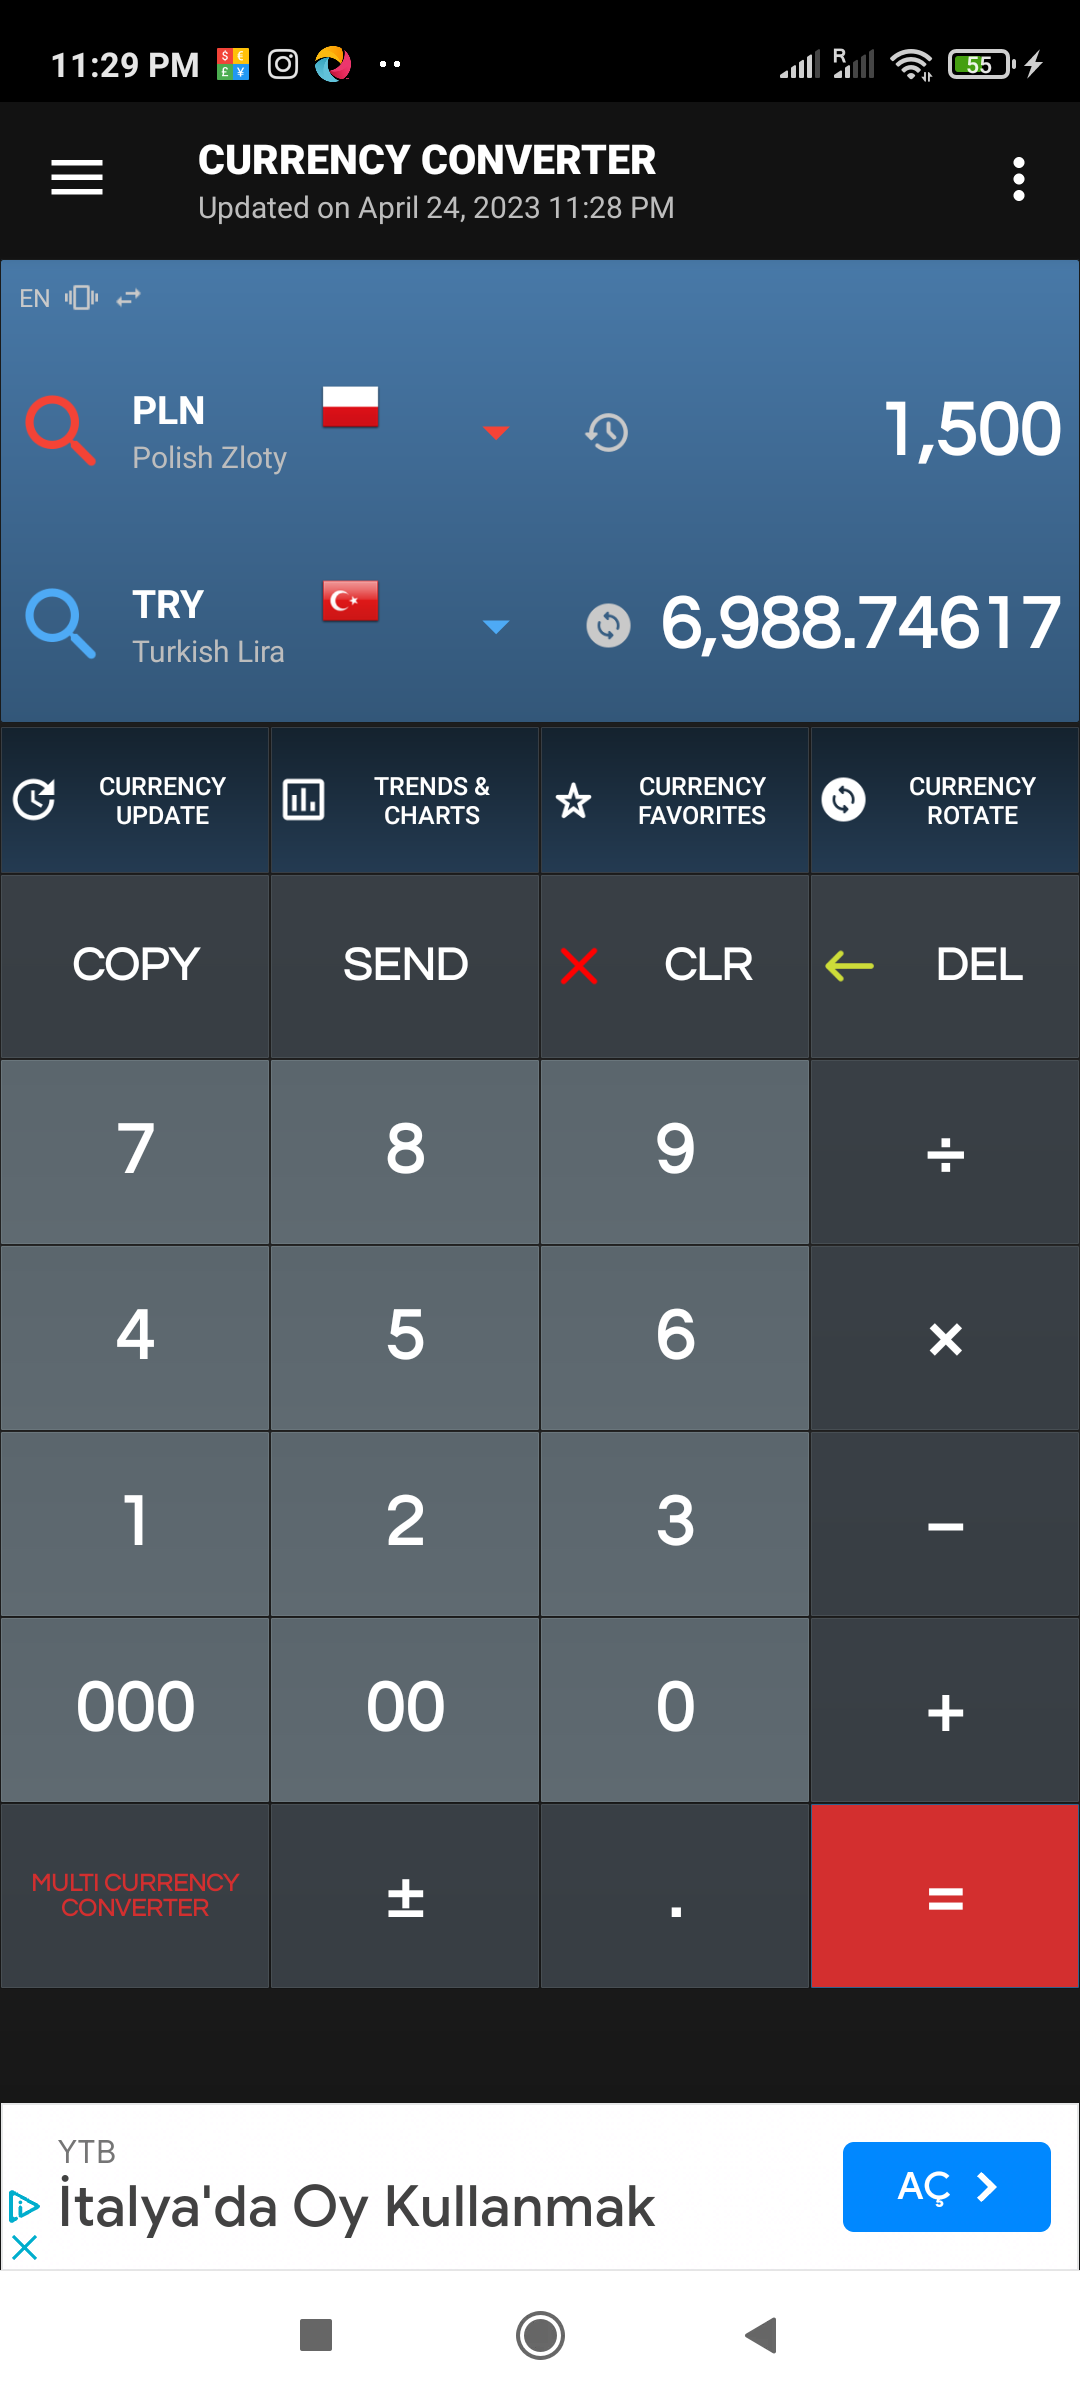 11:29 PM
R
55
CURRENCY CONVERTER
Updated on April 24, 2023 11:28 PM
EN
PLN
Polish Zloty
1,500
TRY
Turkish Lira
6,988.74617
CURRENCY UPDATE
TRENDS & CHARTS
CURRENCY FAVORITES
CURRENCY ROTATE
COPY
SEND
CLR
DEL
7 8 9 ÷
4 5 6 ×
1 2 3 −
000 00 0 +
MULTI CURRENCY CONVERTER
± . =
YTB
İtalya'da Oy Kullanmak
AÇ